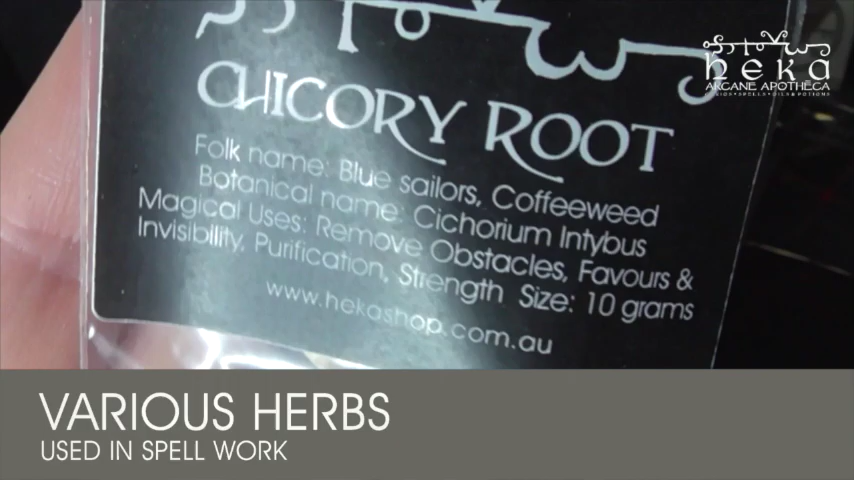 heka
ARCANE APOTHECA
CHICORY ROOT
Folk name: Blue sailors, Coffeeweed
Botanical name: Cichorium Intybus
Magical Uses: Remove Obstacles, Favours &
Invisibility, Purification, Strength Size: 10 grams
www.hekashop.com.au
VARIOUS HERBS
USED IN SPELL WORK